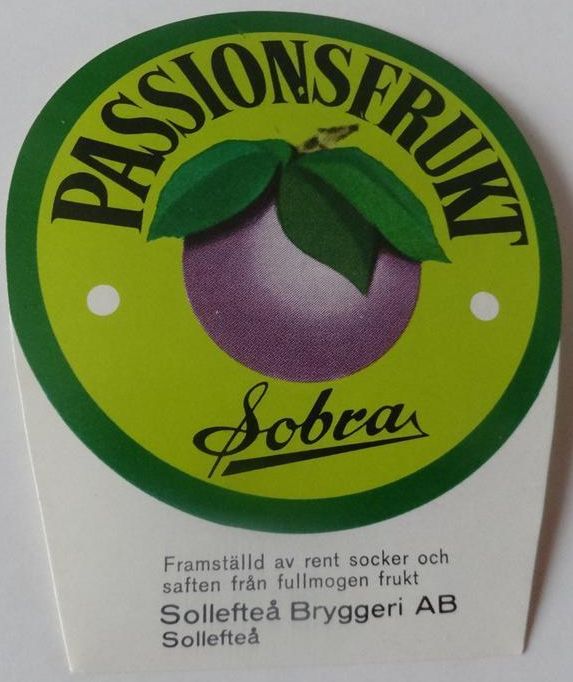 PASSIONSFRUKT
Sobra
Framställd av rent socker och
saften från fullmogen frukt
Sollefteå Bryggeri AB
Sollefteå